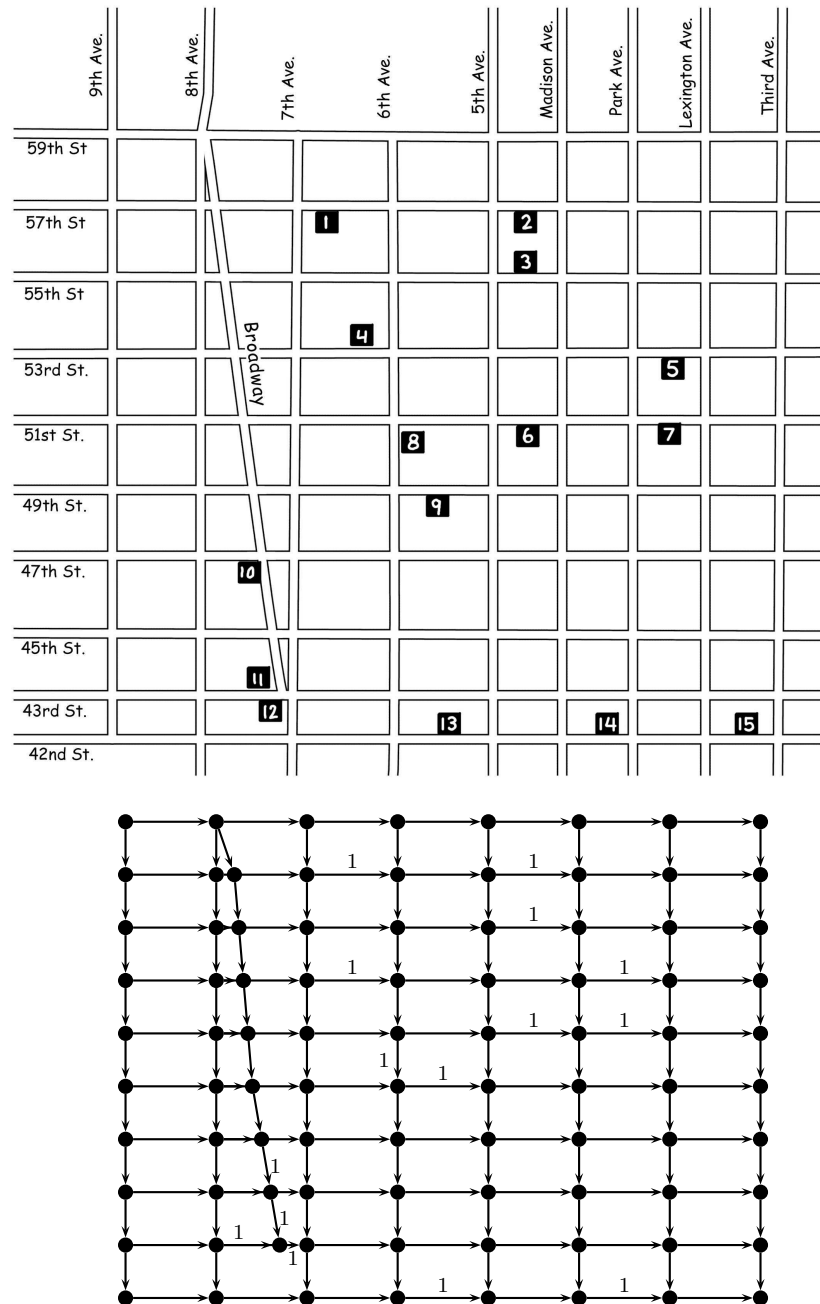 9th Ave.
8th Ave.
7th Ave.
6th Ave.
5th Ave.
Madison Ave.
Park Ave.
Lexington Ave.
Third Ave.
59th St
57th St
1
2
3
55th St
Broadway
4
53rd St.
5
51st St.
8
6
7
49th St.
9
47th St.
10
45th St.
11
43rd St.
12
13
14
15
42nd St.
1 1
1
1 1
1 1
1
1
1
1
1
1
1 1